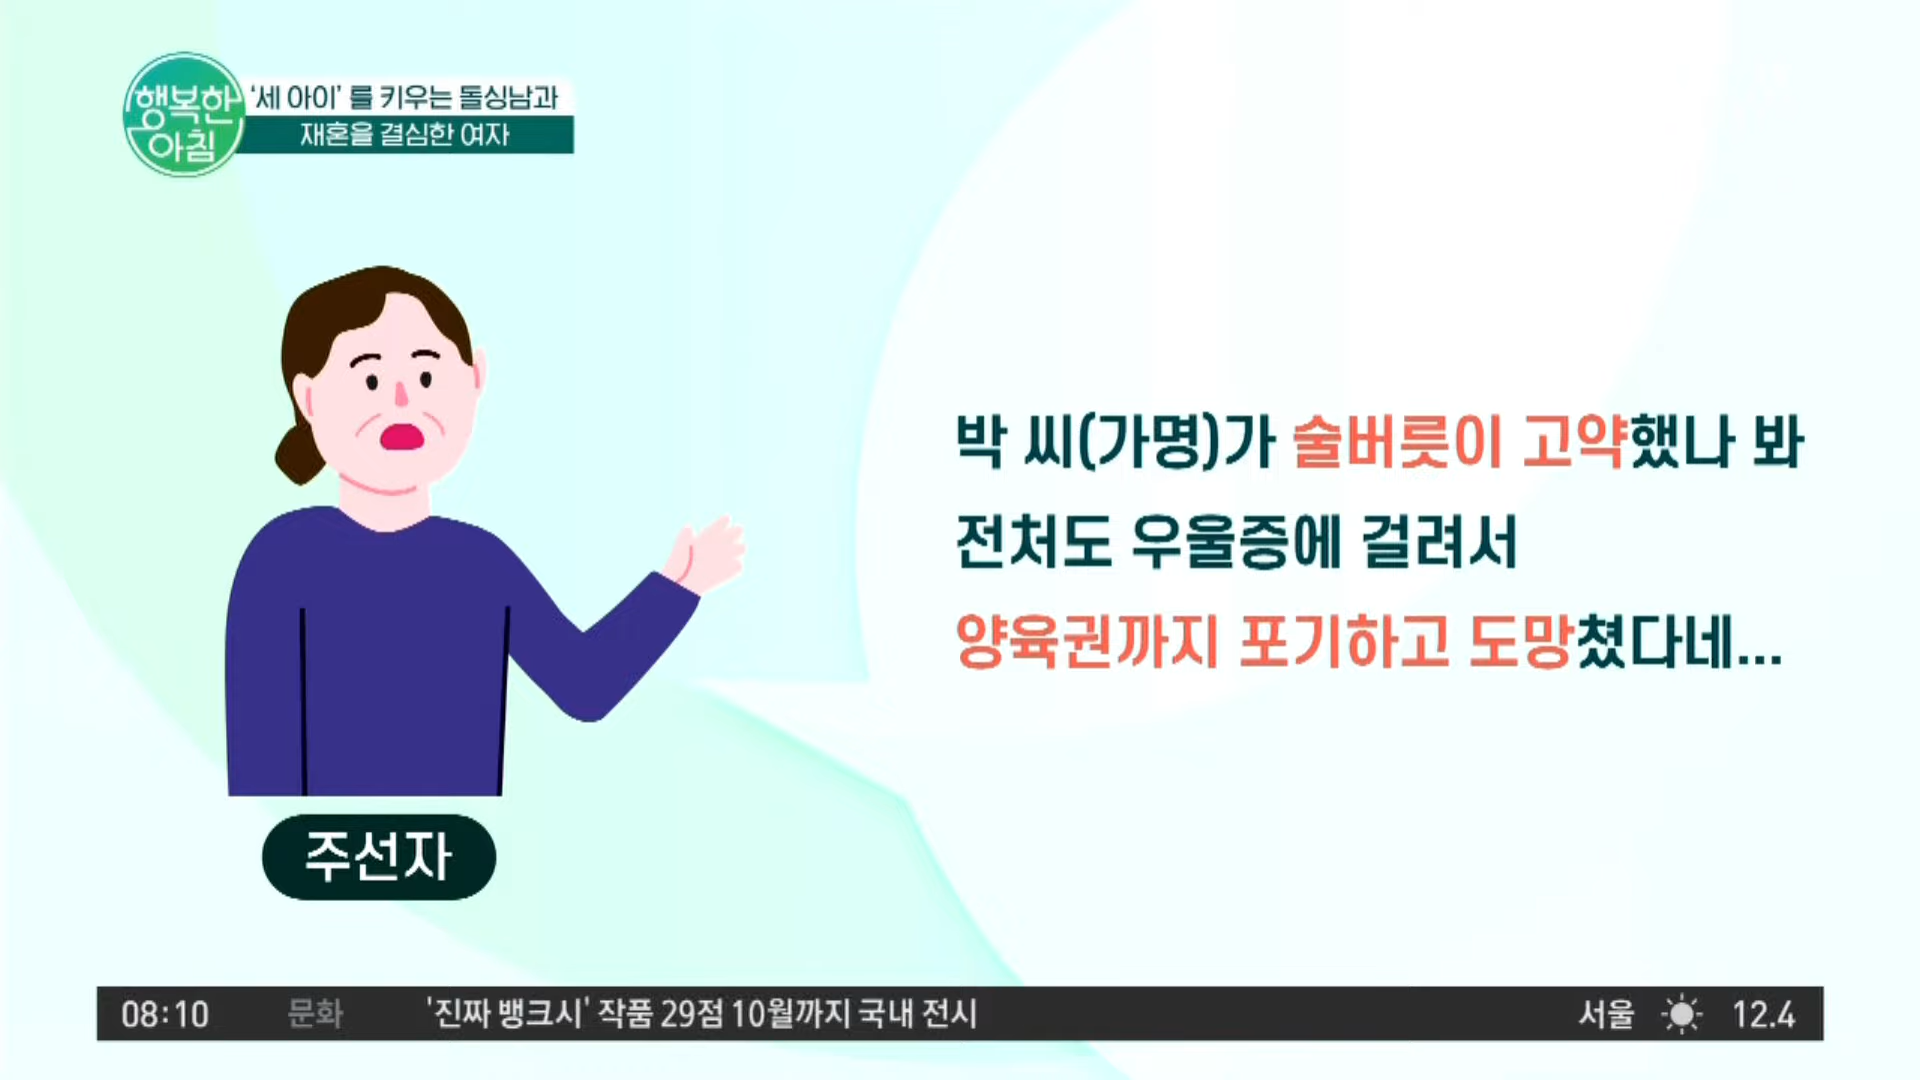 행복한
아침
‘세 아이’ 를 키우는 돌싱남과
재혼을 결심한 여자
박 씨(가명)가 술버릇이 고약했나 봐
전처도 우울증에 걸려서
양육권까지 포기하고 도망쳤다네...
주선자
08:10 문화 '진짜 뱅크시' 작품 29점 10월까지 국내 전시 서울 12.4